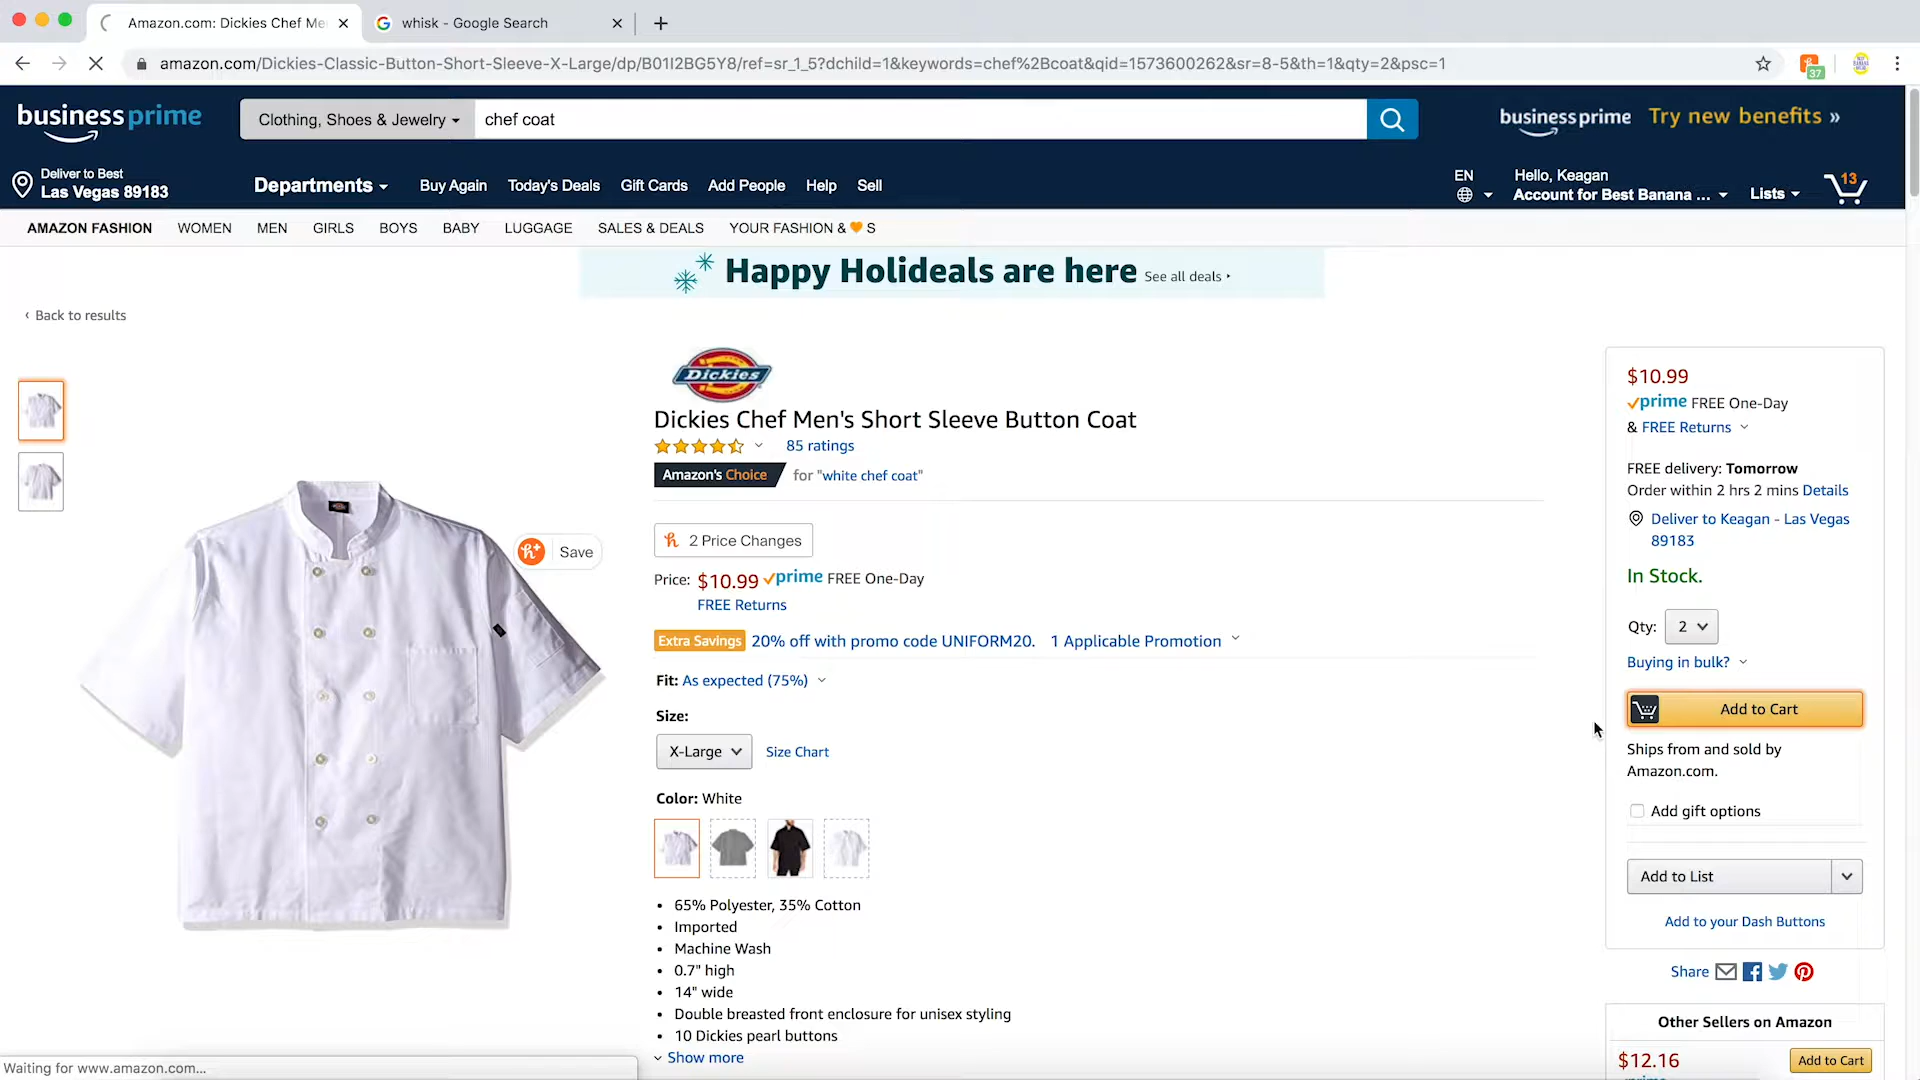 Amazon.com: Dickies Chef Me
whisk - Google Search
amazon.com/Dickies-Classic-Button-Short-Sleeve-X-Large/dp/B01I2BG5Y8/ref=sr_1_5?dchild=1&keywords=chef%2Bcoat&qid=1573600262&sr=8-5&th=1&qty=2&psc=1
37
business prime
Clothing, Shoes & Jewelry
chef coat
business prime
Try new benefits »
Deliver to Best
Las Vegas 89183
Departments
Buy Again
Today's Deals
Gift Cards
Add People
Help
Sell
EN
Hello, Keagan
Account for Best Banana ...
Lists
13
AMAZON FASHION
WOMEN
MEN
GIRLS
BOYS
BABY
LUGGAGE
SALES & DEALS
YOUR FASHION & 🧡 S
Happy Holideals are here See all deals ‣
‹ Back to results
Dickies
Dickies Chef Men's Short Sleeve Button Coat
85 ratings
Amazon's Choice for "white chef coat"
Save
2 Price Changes
Price: $10.99 prime FREE One-Day
FREE Returns
Extra Savings 20% off with promo code UNIFORM20. 1 Applicable Promotion
Fit: As expected (75%)
Size:
X-Large
Size Chart
Color: White
• 65% Polyester, 35% Cotton
• Imported
• Machine Wash
• 0.7" high
• 14" wide
• Double breasted front enclosure for unisex styling
• 10 Dickies pearl buttons
Show more
$10.99
prime FREE One-Day
& FREE Returns
FREE delivery: Tomorrow
Order within 2 hrs 2 mins Details
Deliver to Keagan - Las Vegas
89183
In Stock.
Qty: 2
Buying in bulk?
Add to Cart
Ships from and sold by
Amazon.com.
Add gift options
Add to List
Add to your Dash Buttons
Share
Other Sellers on Amazon
$12.16
Add to Cart
Waiting for www.amazon.com...